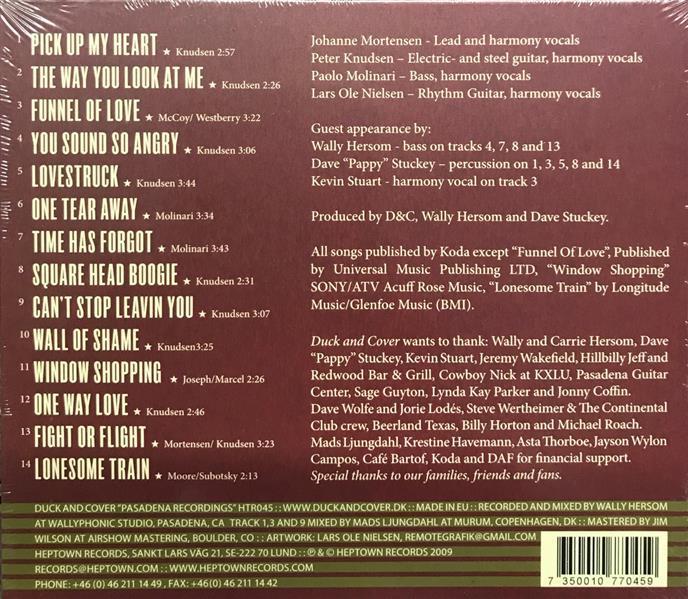 1 PICK UP MY HEART ★ Knudsen 2:57
2 THE WAY YOU LOOK AT ME ★ Knudsen 2:26
3 FUNNEL OF LOVE ★ McCoy/ Westberry 3:22
4 YOU SOUND SO ANGRY ★ Knudsen 3:06
5 LOVESTRUCK ★ Knudsen 3:44
6 ONE TEAR AWAY ★ Molinari 3:34
7 TIME HAS FORGOT ★ Molinari 3:43
8 SQUARE HEAD BOOGIE ★ Knudsen 2:31
9 CAN'T STOP LEAVIN YOU ★ Knudsen 3:07
10 WALL OF SHAME ★ Knudsen3:25
11 WINDOW SHOPPING ★ Joseph/Marcel 2:26
12 ONE WAY LOVE ★ Knudsen 2:46
13 FIGHT OR FLIGHT ★ Mortensen/ Knudsen 3:23
14 LONESOME TRAIN ★ Moore/Subotsky 2:13
Johanne Mortensen - Lead and harmony vocals
Peter Knudsen – Electric- and steel guitar, harmony vocals
Paolo Molinari – Bass, harmony vocals
Lars Ole Nielsen – Rhythm Guitar, harmony vocals
Guest appearance by:
Wally Hersom - bass on tracks 4, 7, 8 and 13
Dave “Pappy” Stuckey – percussion on 1, 3, 5, 8 and 14
Kevin Stuart - harmony vocal on track 3
Produced by D&C, Wally Hersom and Dave Stuckey.
All songs published by Koda except “Funnel Of Love”, Published
by Universal Music Publishing LTD, “Window Shopping”
SONY/ATV Acuff Rose Music, “Lonesome Train” by Longitude
Music/Glenfoe Music (BMI).
Duck and Cover wants to thank: Wally and Carrie Hersom, Dave
“Pappy” Stuckey, Kevin Stuart, Jeremy Wakefield, Hillbilly Jeff and
Redwood Bar & Grill, Cowboy Nick at KXLU, Pasadena Guitar
Center, Sage Guyton, Lynda Kay Parker and Jonny Coffin.
Dave Wolfe and Jorie Lodés, Steve Wertheimer & The Continental
Club crew, Beerland Texas, Billy Horton and Michael Roach.
Mads Ljungdahl, Krestine Havemann, Asta Thorboe, Jayson Wylon
Campos, Café Bartof, Koda and DAF for financial support.
Special thanks to our families, friends and fans.
DUCK AND COVER “PASADENA RECORDINGS” HTR045 :: WWW.DUCKANDCOVER.DK :: MADE IN EU :: RECORDED AND MIXED BY WALLY HERSOM
AT WALLYPHONIC STUDIO, PASADENA, CA TRACK 1,3 AND 9 MIXED BY MADS LJUNGDAHL AT MURUM, COPENHAGEN, DK :: MASTERED BY JIM
WILSON AT AIRSHOW MASTERING, BOULDER, CO :: ARTWORK: LARS OLE NIELSEN, REMOTEGRAFIK@GMAIL.COM
HEPTOWN RECORDS, SANKT LARS VÄG 21, SE-222 70 LUND :: ℗ & © HEPTOWN RECORDS 2009
RECORDS@HEPTOWN.COM :: WWW.HEPTOWNRECORDS.COM
PHONE: +46 (0) 46 211 14 49 , FAX: +46(0) 46 211 14 42
7 350010 770459